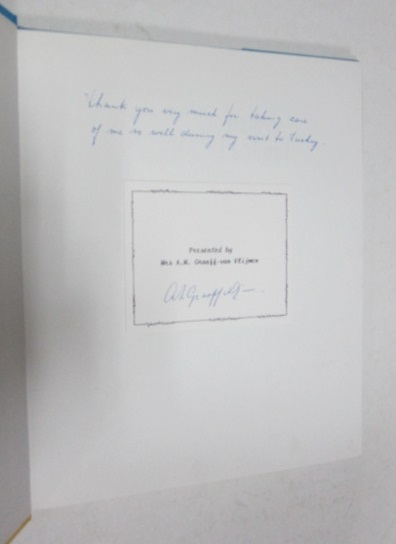 Thank you very much for taking care
of me so well during my visit to Turkey.
Presented by
Mrs A.M. Graaff-van